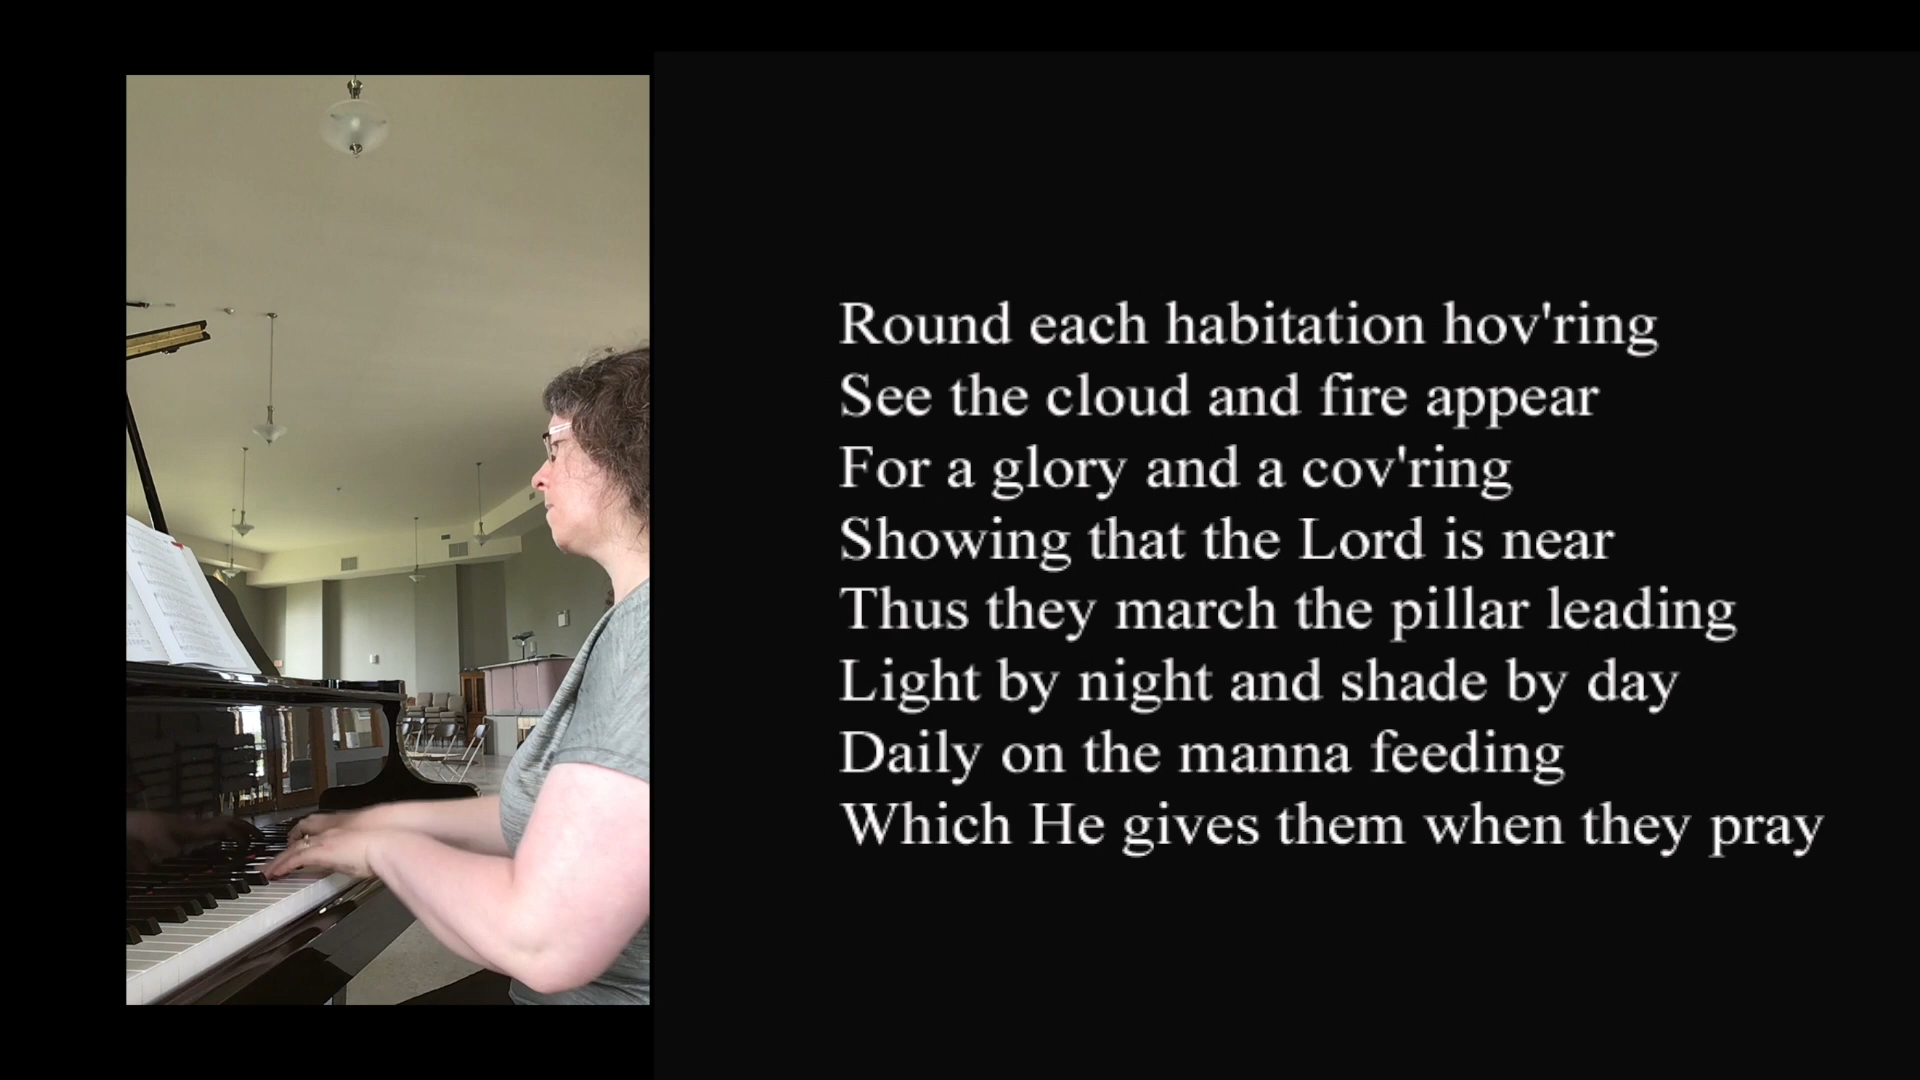 Round each habitation hov'ring
See the cloud and fire appear
For a glory and a cov'ring
Showing that the Lord is near
Thus they march the pillar leading
Light by night and shade by day
Daily on the manna feeding
Which He gives them when they pray